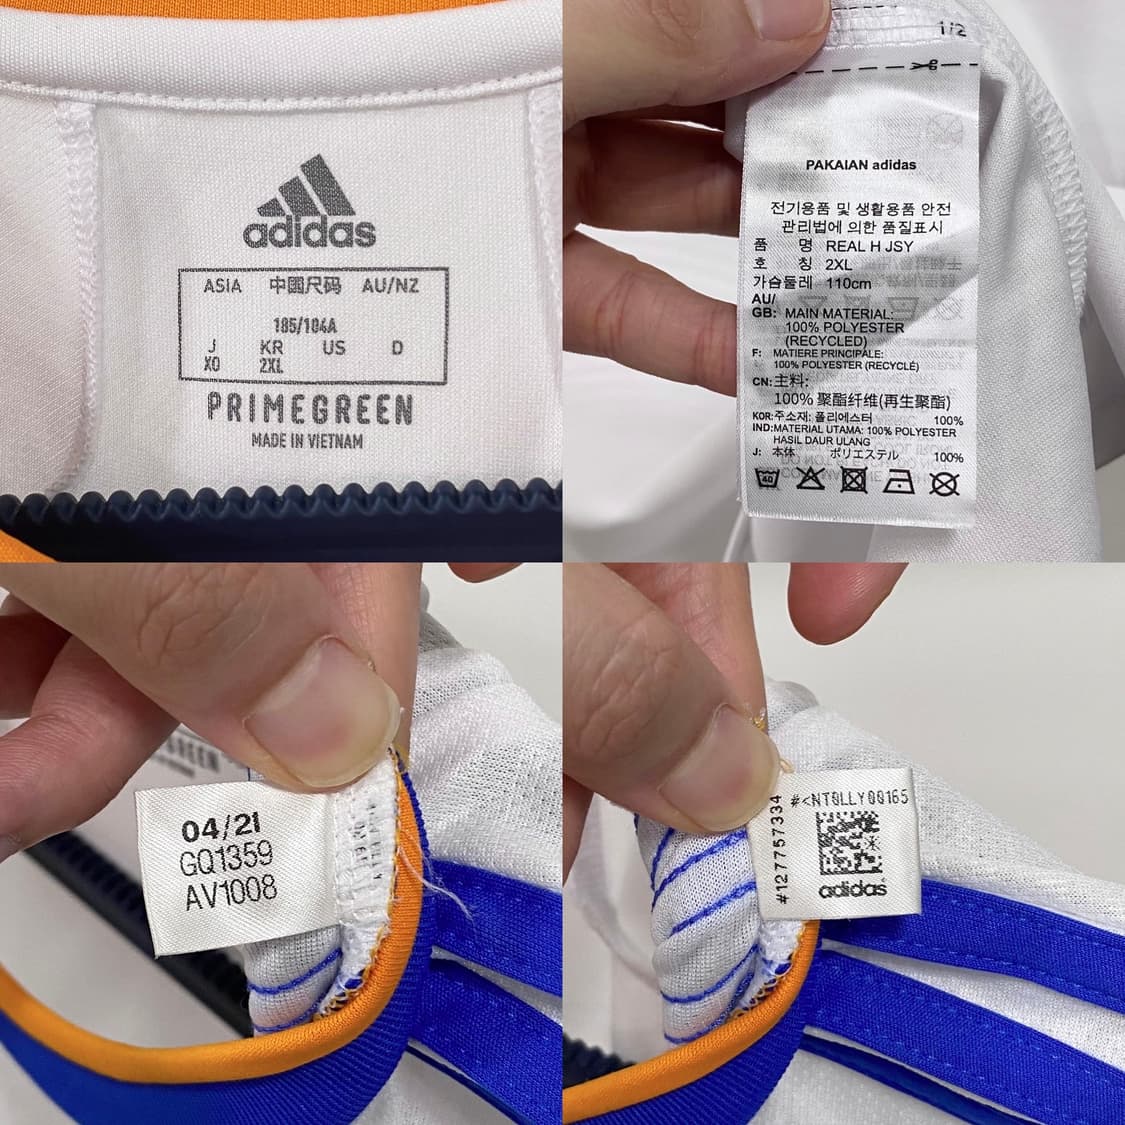 adidas
ASIA 中國尺码 AU/NZ
185/104A
J KR US D
XO 2XL
PRIMEGREEN
MADE IN VIETNAM
1/2
PAKAIAN adidas
전기용품 및 생활용품 안전
관리법에 의한 품질표시
품 명 REAL H JSY
호 칭 2XL
가슴둘레 110cm
AU/
GB: MAIN MATERIAL:
100% POLYESTER
(RECYCLED)
F: MATIERE PRINCIPALE:
100% POLYESTER (RECYCLÉ)
CN: 主料:
100% 聚酯纤维(再生聚酯)
KOR: 주소재: 폴리에스터 100%
IND: MATERIAL UTAMA: 100% POLYESTER
HASIL DAUR ULANG
J: 本体 ポリエステル 100%
40
04/21
GQ1359
AV1008
#<NT0LLY00165
#127757334
adidas